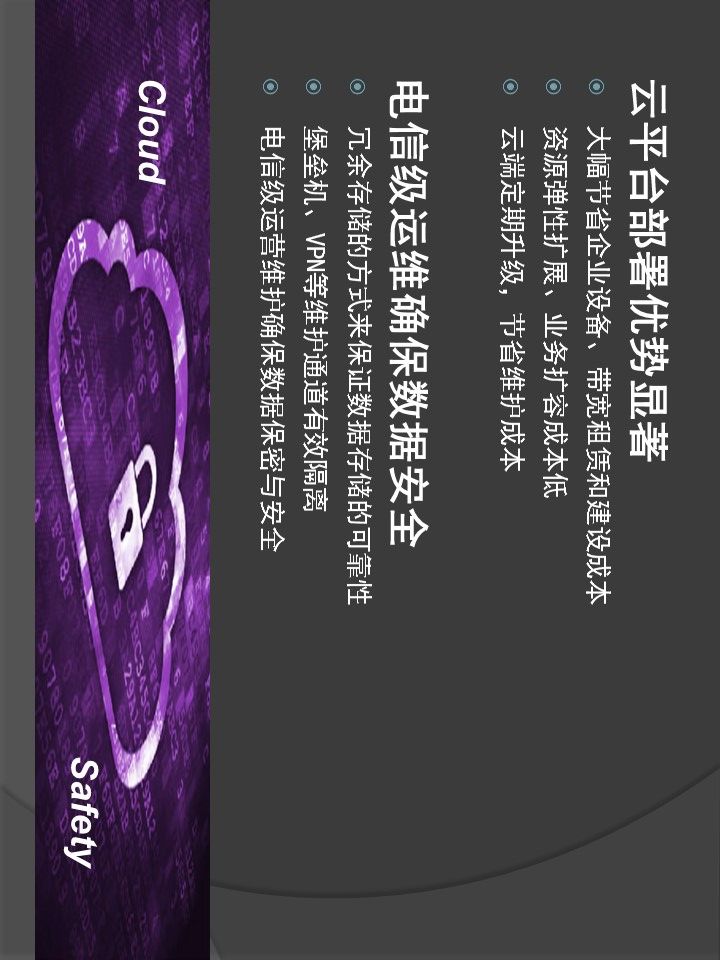 云平台部署优势显著
大幅节省企业设备、带宽租赁和建设成本
资源弹性扩展、业务扩容成本低
云端定期升级，节省维护成本
电信级运维确保数据安全
冗余存储的方式来保证数据存储的可靠性
堡垒机、VPN等维护通道有效隔离
电信级运营维护确保数据保密与安全
Cloud
Safety